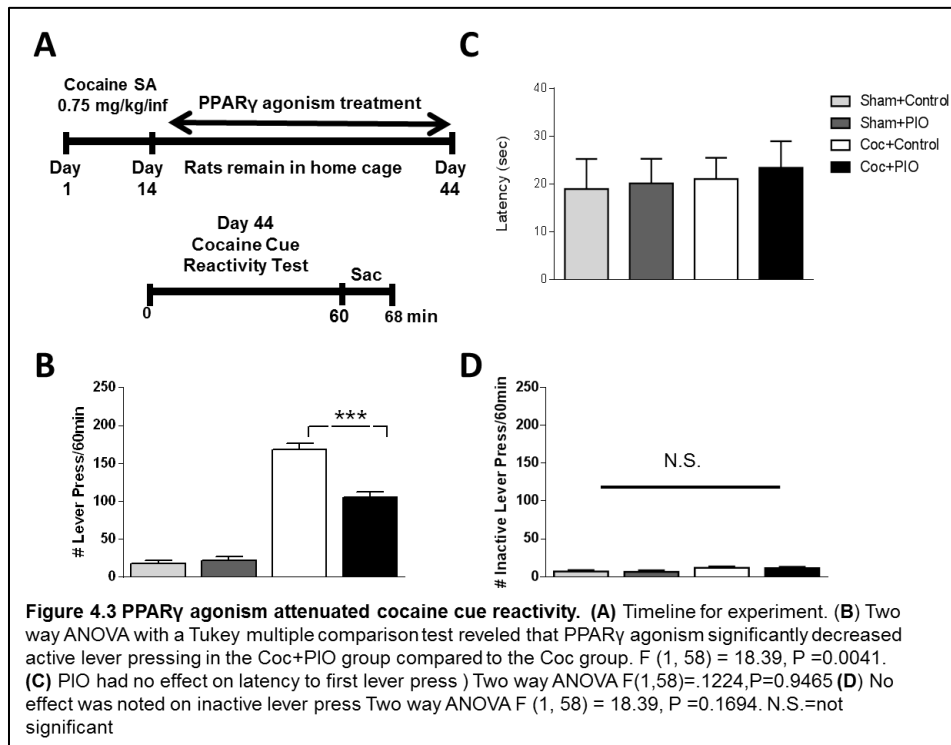 A
Cocaine SA
0.75 mg/kg/inf
PPARγ agonism treatment
Day
1
Day
14
Rats remain in home cage
Day
44
Day 44
Cocaine Cue
Reactivity Test
Sac
0
60
68 min
C
Latency (sec)
40
30
20
10
0
Sham+Control
Sham+PIO
Coc+Control
Coc+PIO
B
# Lever Press/60min
250
200
150
100
50
0
***
D
# Inactive Lever Press/60min
250
200
150
100
50
0
N.S.
Figure 4.3 PPARγ agonism attenuated cocaine cue reactivity. (A) Timeline for experiment. (B) Two
way ANOVA with a Tukey multiple comparison test reveled that PPARγ agonism significantly decreased
active lever pressing in the Coc+PIO group compared to the Coc group. F (1, 58) = 18.39, P =0.0041.
(C) PIO had no effect on latency to first lever press ) Two way ANOVA F(1,58)=.1224,P=0.9465 (D) No
effect was noted on inactive lever press Two way ANOVA F (1, 58) = 18.39, P =0.1694. N.S.=not
significant